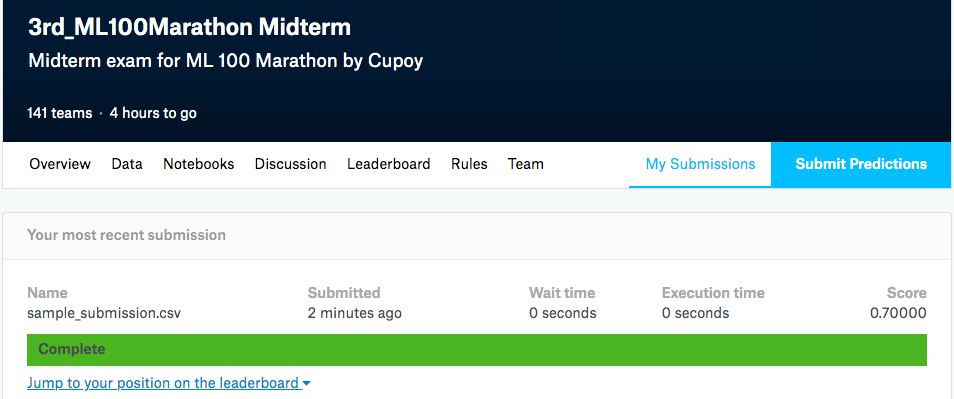 3rd_ML100Marathon Midterm
Midterm exam for ML 100 Marathon by Cupoy
141 teams · 4 hours to go
Overview Data Notebooks Discussion Leaderboard Rules Team My Submissions Submit Predictions
Your most recent submission
Name Submitted Wait time Execution time Score
sample_submission.csv 2 minutes ago 0 seconds 0 seconds 0.70000
Complete
Jump to your position on the leaderboard